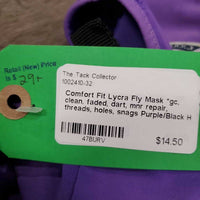 Retail (New) Price
is $ 29.-
The Tack Collector
1002410-32
Comfort Fit Lycra Fly Mask *gc,
clean, faded, dart, mnr repair,
threads, holes, snags Purple/Black H
$14.50
47BURV